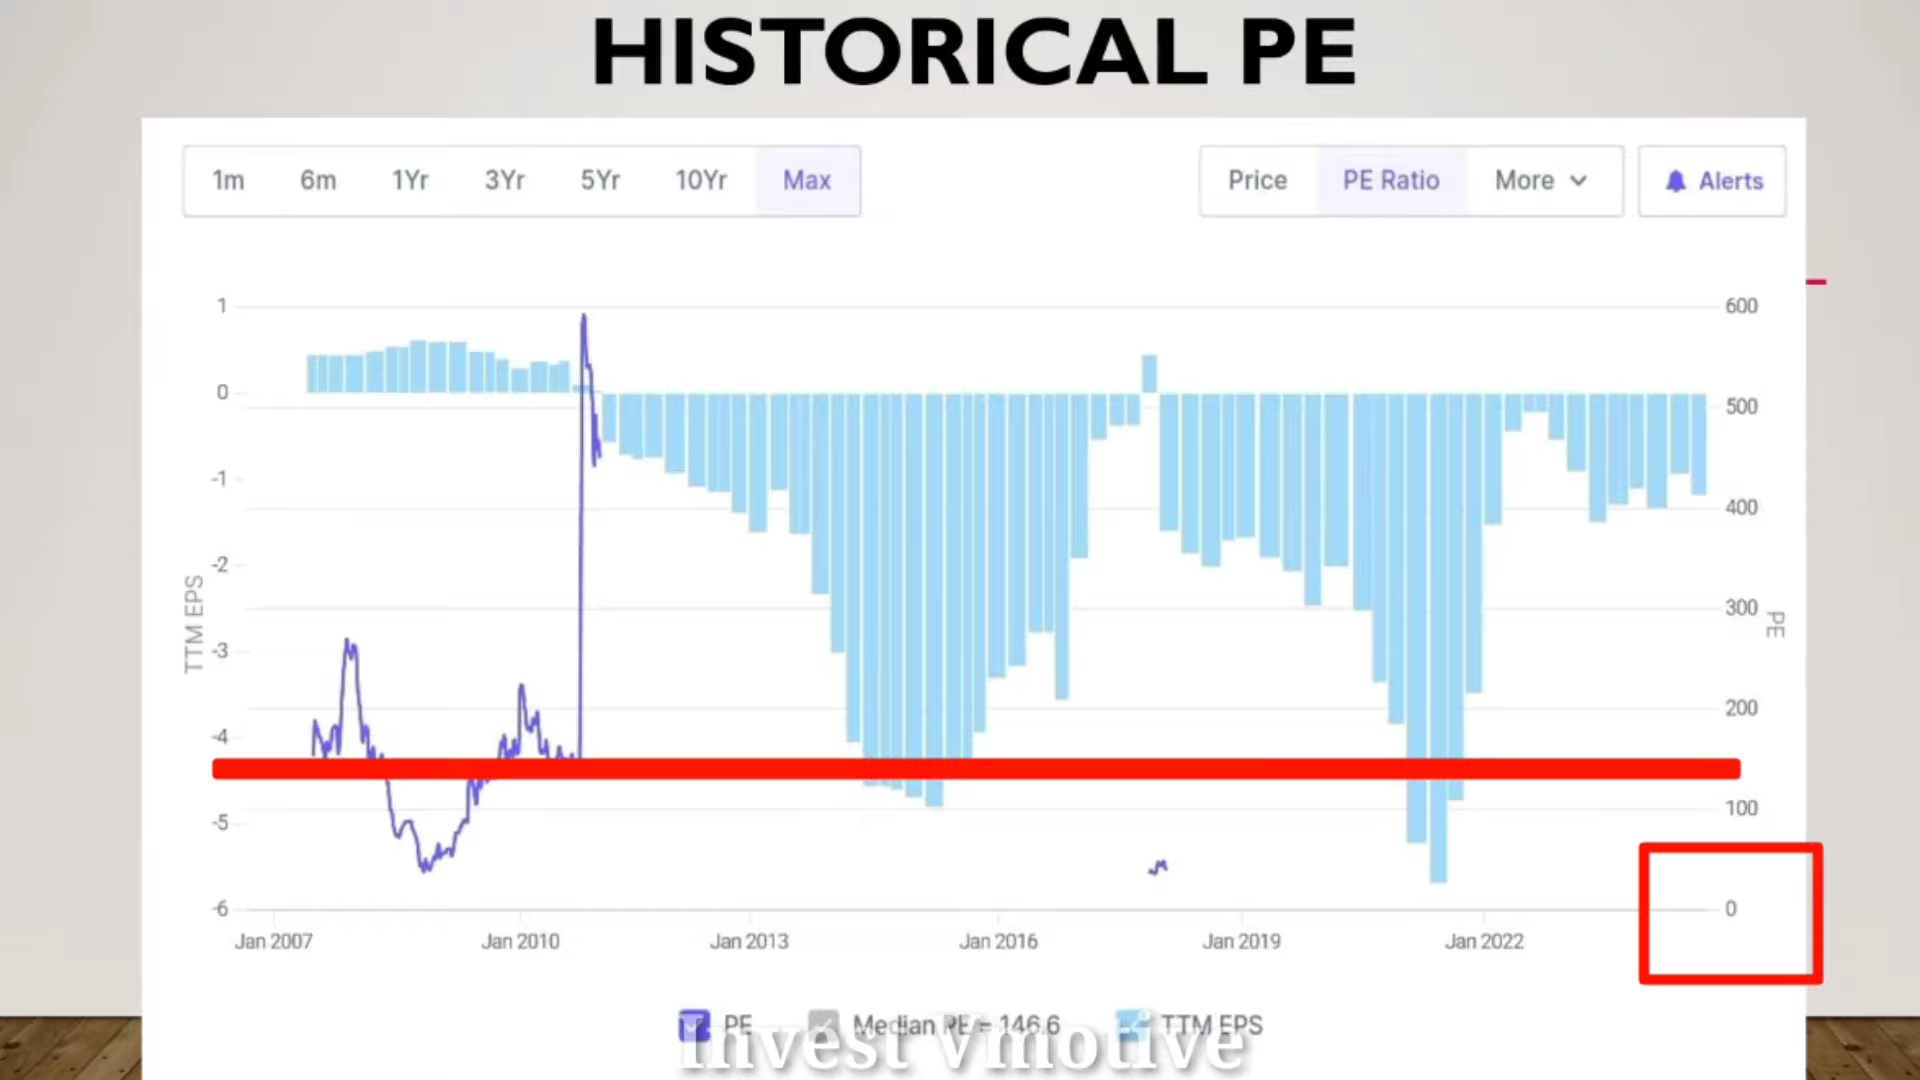 HISTORICAL PE
1m 6m 1Yr 3Yr 5Yr 10Yr Max Price PE Ratio More Alerts
1 600
0 500
-1 400
-2 300
-3 200
-4 100
-5 0
-6
TTM EPS
PE
Jan 2007 Jan 2010 Jan 2013 Jan 2016 Jan 2019 Jan 2022
PE Median PE = 146.6 TTM EPS
Invest Vmotive